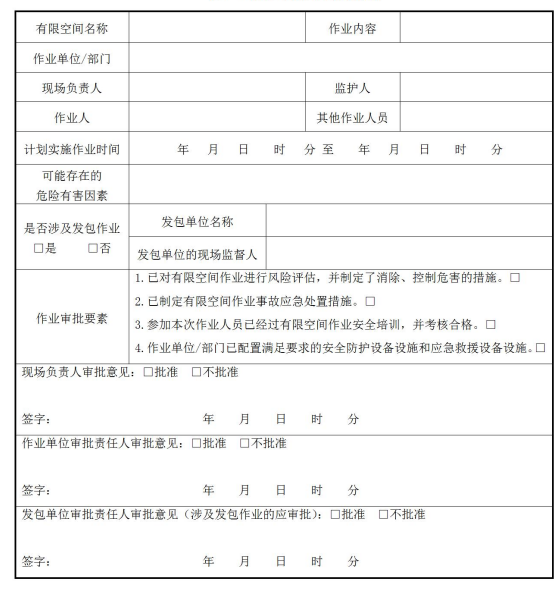 有限空间名称 作业内容
作业单位/部门
现场负责人 监护人
作业人 其他作业人员
计划实施作业时间 年 月 日 时 分 至 年 月 日 时 分
可能存在的
危险有害因素
是否涉及发包作业
□是 □否
发包单位名称
发包单位的现场监督人
作业审批要素
1.已对有限空间作业进行风险评估，并制定了消除、控制危害的措施。□
2.已制定有限空间作业事故应急处置措施。□
3.参加本次作业人员已经过有限空间作业安全培训，并考核合格。□
4.作业单位/部门已配置满足要求的安全防护设备设施和应急救援设备设施。□
现场负责人审批意见：□批准 □不批准
签字： 年 月 日 时 分
作业单位审批责任人审批意见：□批准 □不批准
签字： 年 月 日 时 分
发包单位审批责任人审批意见（涉及发包作业的应审批）：□批准 □不批准
签字： 年 月 日 时 分